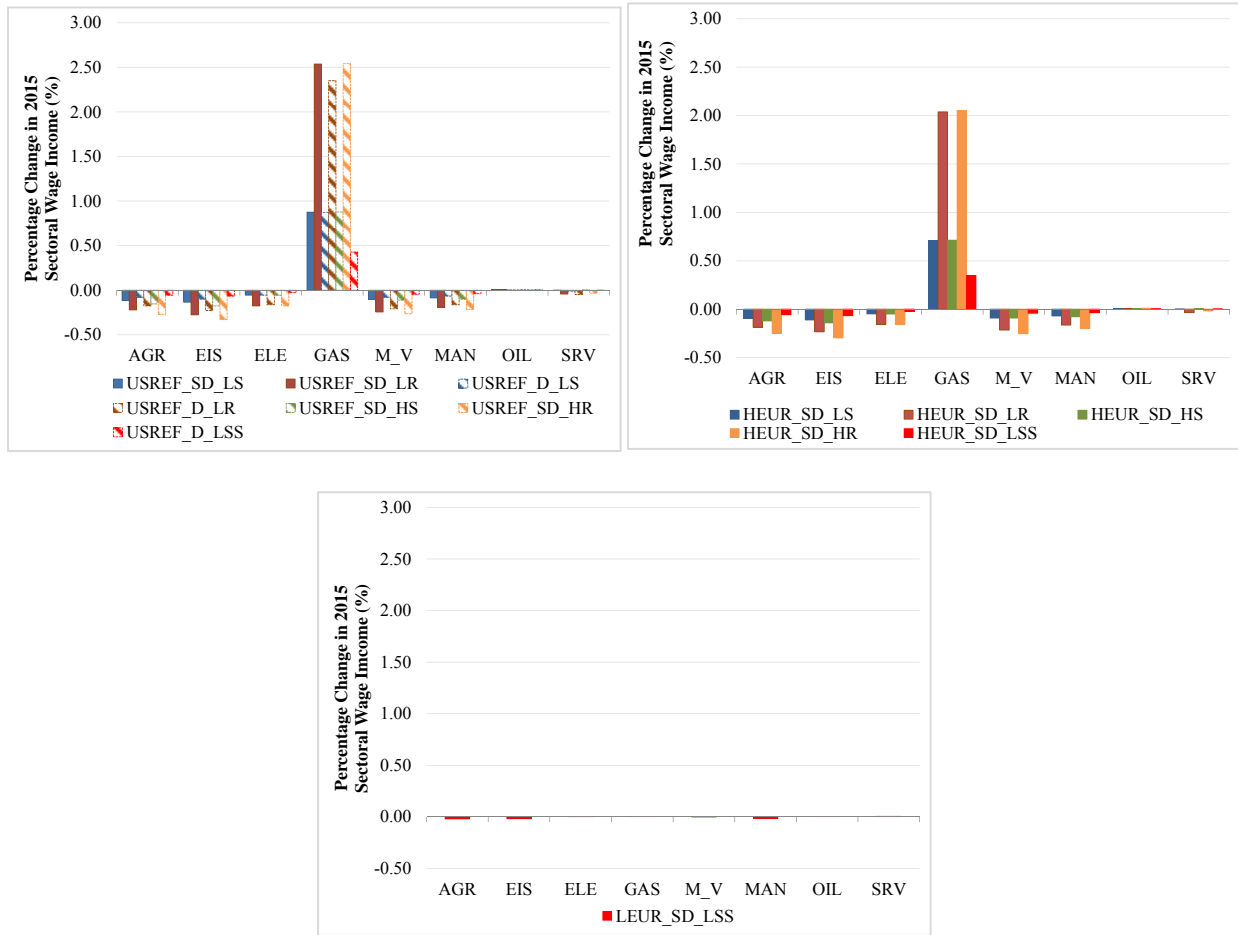 Percentage Change in 2015
Sectoral Wage Income (%)
3.00
2.50
2.00
1.50
1.00
0.50
0.00
-0.50
AGR EIS ELE GAS M_V MAN OIL SRV
USREF_SD_LS USREF_SD_LR USREF_D_LS
USREF_D_LR USREF_SD_HS USREF_SD_HR
USREF_D_LSS
Percentage Change in 2015
Sectoral Wage Income (%)
3.00
2.50
2.00
1.50
1.00
0.50
0.00
-0.50
AGR EIS ELE GAS M_V MAN OIL SRV
HEUR_SD_LS HEUR_SD_LR HEUR_SD_HS
HEUR_SD_HR HEUR_SD_LSS
Percentage Change in 2015
Sectoral Wage Imcome (%)
3.00
2.50
2.00
1.50
1.00
0.50
0.00
-0.50
AGR EIS ELE GAS M_V MAN OIL SRV
LEUR_SD_LSS